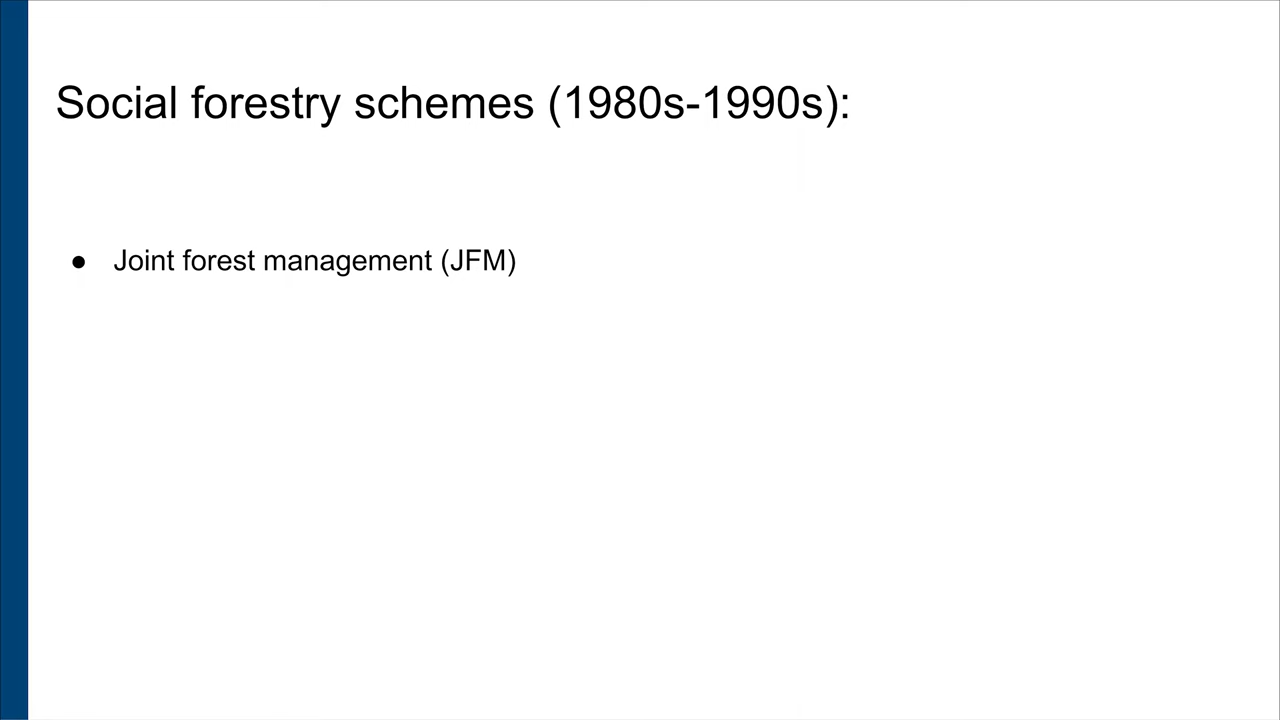 Social forestry schemes (1980s-1990s):
● Joint forest management (JFM)